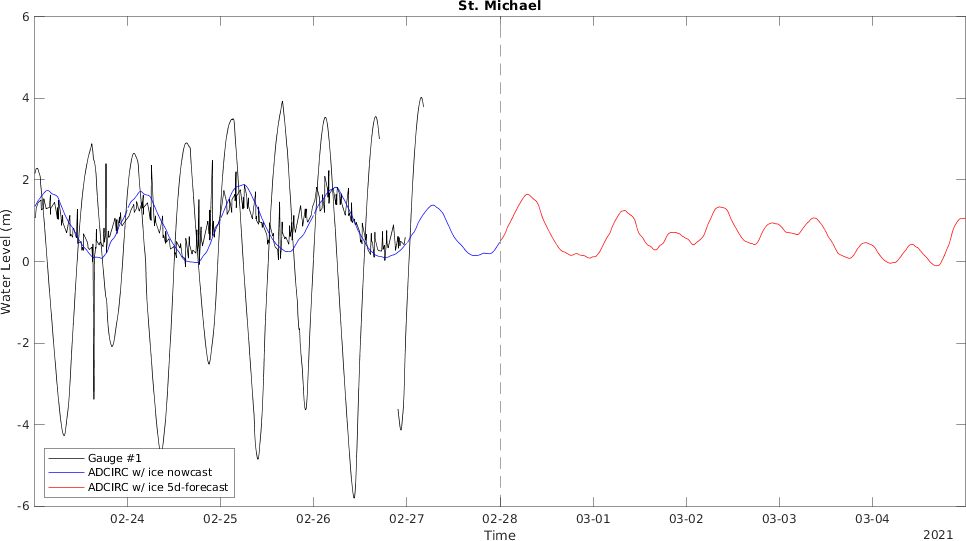 St. Michael
6
4
2
0
-2
-4
-6
Water Level (m)
Gauge #1
ADCIRC w/ ice nowcast
ADCIRC w/ ice 5d-forecast
02-24
02-25
02-26
02-27
02-28
03-01
03-02
03-03
03-04
Time
2021